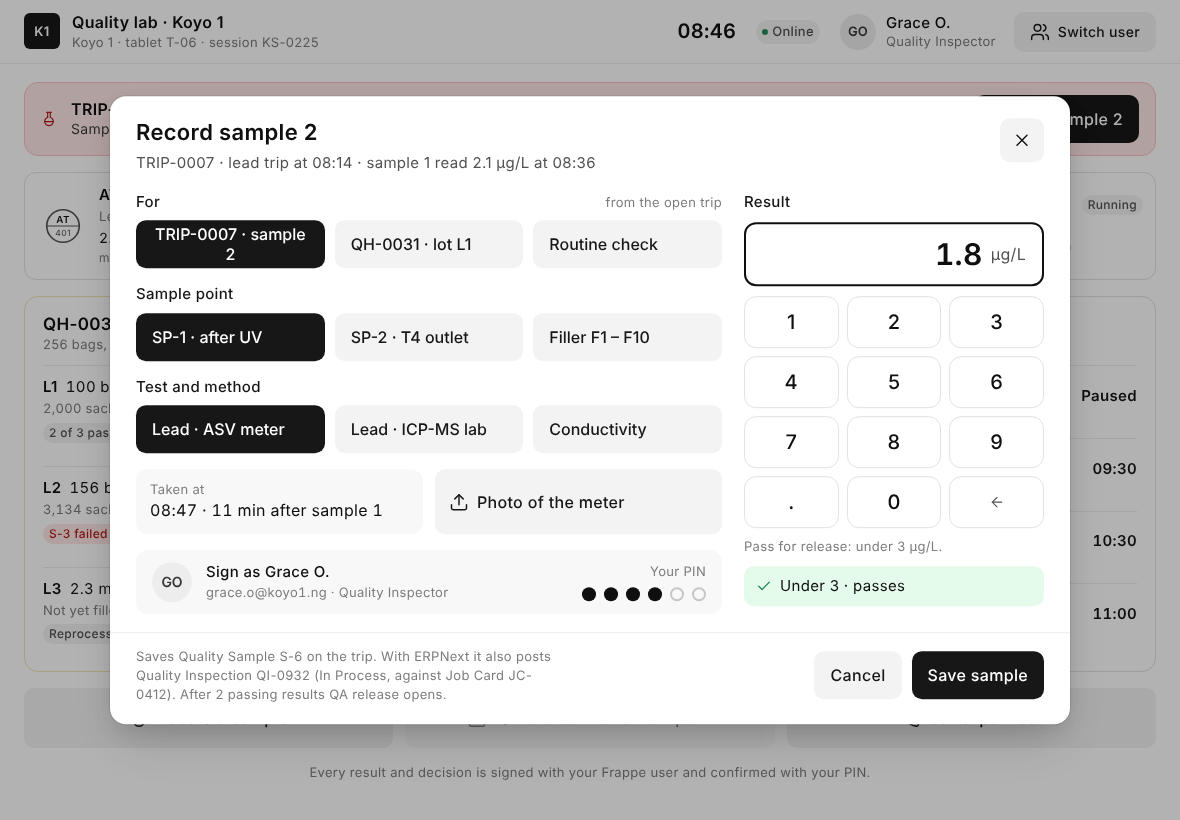 K1
Quality lab · Koyo 1
Koyo 1 · tablet T-06 · session KS-0225
08:46
Online
GO
Grace O.
Quality Inspector
Switch user
TRIP-
Samp
mple 2
AT
401
Running
QH-003
256 bags,
L1 100 b
2,000 sac
2 of 3 pas
Paused
L2 156 b
3,134 sac
S-3 failed
09:30
10:30
L3 2.3 m
Not yet fill
Reprocess
11:00
Record sample 2
TRIP-0007 · lead trip at 08:14 · sample 1 read 2.1 µg/L at 08:36
For
from the open trip
TRIP-0007 · sample
2
QH-0031 · lot L1
Routine check
Sample point
SP-1 · after UV
SP-2 · T4 outlet
Filler F1 – F10
Test and method
Lead · ASV meter
Lead · ICP-MS lab
Conductivity
Taken at
08:47 · 11 min after sample 1
Photo of the meter
GO
Sign as Grace O.
grace.o@koyo1.ng · Quality Inspector
Your PIN
Result
1.8 µg/L
1 2 3
4 5 6
7 8 9
. 0 ←
Pass for release: under 3 µg/L.
Under 3 · passes
Saves Quality Sample S-6 on the trip. With ERPNext it also posts
Quality Inspection QI-0932 (In Process, against Job Card JC-
0412). After 2 passing results QA release opens.
Cancel
Save sample
Every result and decision is signed with your Frappe user and confirmed with your PIN.